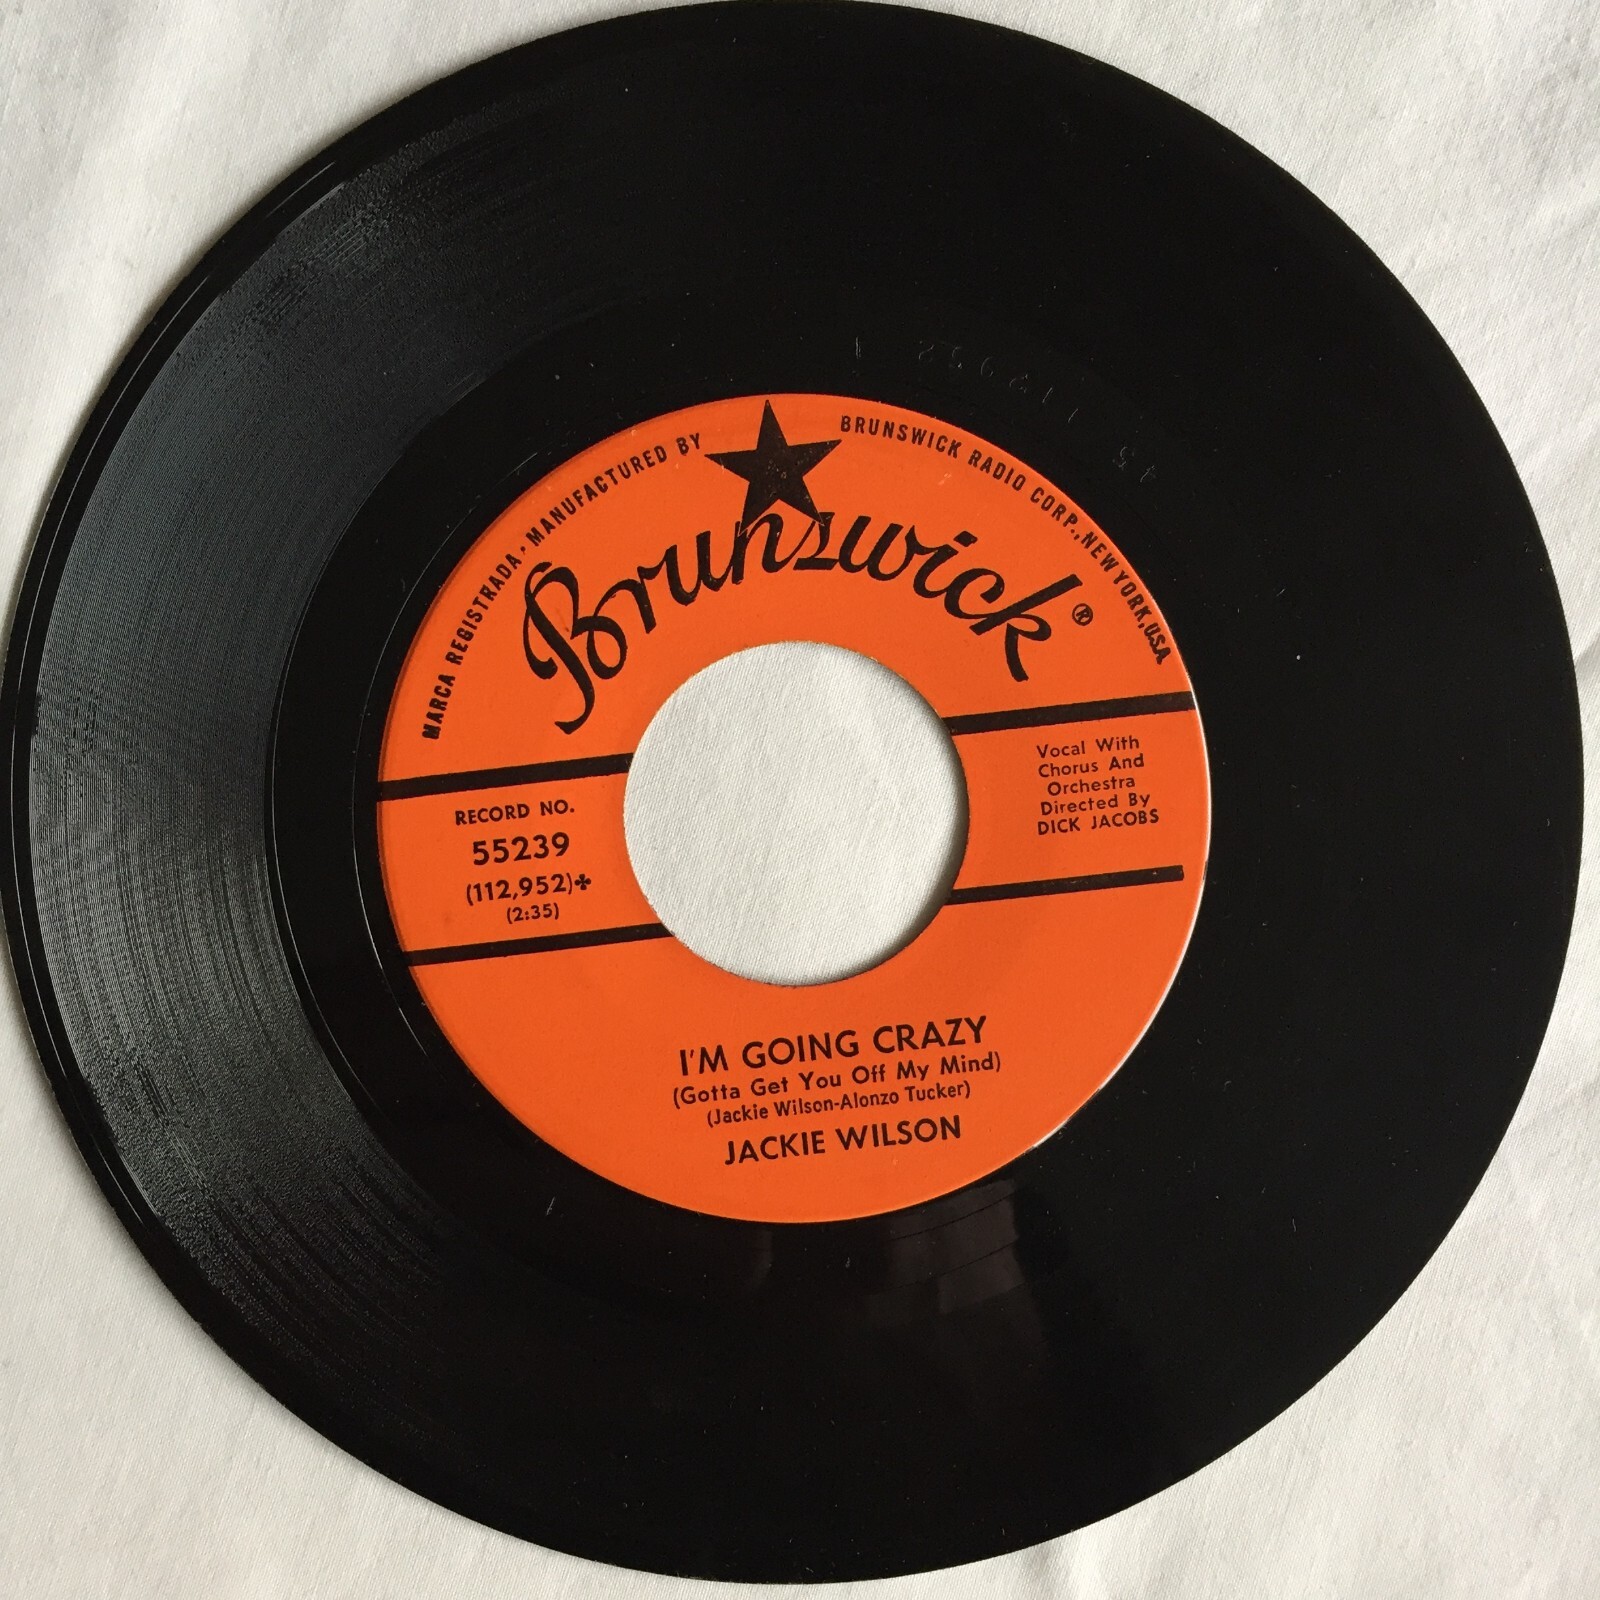 MARCA REGISTRADA • MANUFACTURED BY BRUNSWICK RADIO CORP., NEW YORK, USA
Brunswick ®
RECORD NO.
55239
(112,952)✤
(2:35)
Vocal With
Chorus And
Orchestra
Directed By
DICK JACOBS
I'M GOING CRAZY
(Gotta Get You Off My Mind)
(Jackie Wilson-Alonzo Tucker)
JACKIE WILSON